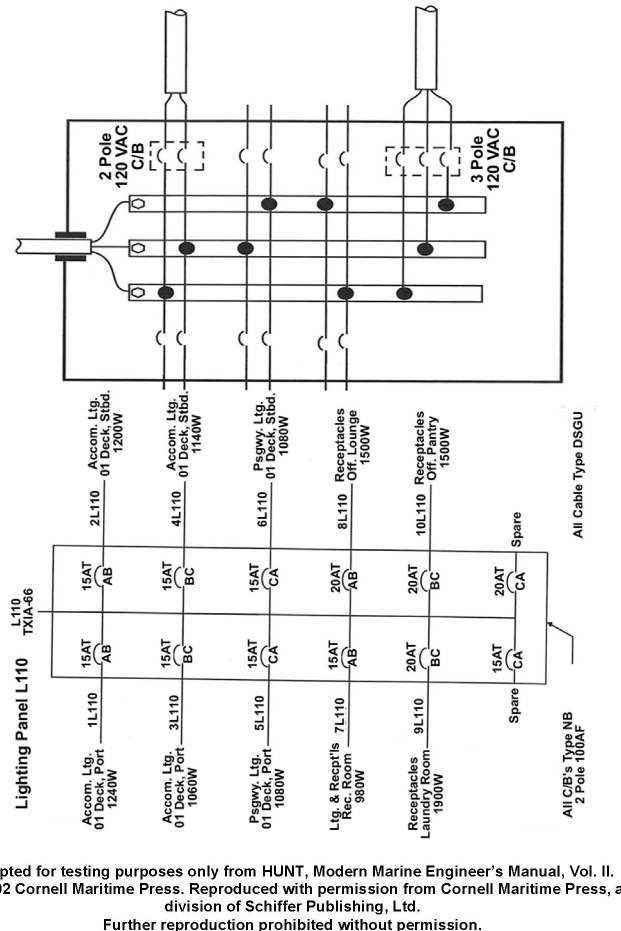 2 Pole
120 VAC
C/B
3 Pole
120 VAC
C/B
Accom. Ltg.
01 Deck, Stbd.
1200W
Accom. Ltg.
01 Deck, Stbd.
1140W
Psgwy. Ltg.
01 Deck, Stbd.
1080W
Receptacles
Off. Lounge
1500W
Receptacles
Off. Pantry
1500W
All Cable Type DSGU
2L110
4L110
6L110
8L110
10L110
Spare
15AT
AB
15AT
BC
15AT
CA
20AT
AB
20AT
BC
20AT
CA
L110
TXIA-66
Lighting Panel L110
15AT
AB
15AT
BC
15AT
CA
15AT
AB
20AT
BC
15AT
CA
1L110
3L110
5L110
7L110
9L110
Spare
Accom. Ltg.
01 Deck, Port
1240W
Accom. Ltg.
01 Deck, Port
1060W
Psgwy. Ltg.
01 Deck, Port
1080W
Ltg. & Recpt'ls
Rec. Room
980W
Receptacles
Laundry Room
1900W
All C/B's Type NB
2 Pole 100AF
pted for testing purposes only from HUNT, Modern Marine Engineer's Manual, Vol. II.
02 Cornell Maritime Press. Reproduced with permission from Cornell Maritime Press, a
division of Schiffer Publishing, Ltd.
Further reproduction prohibited without permission.